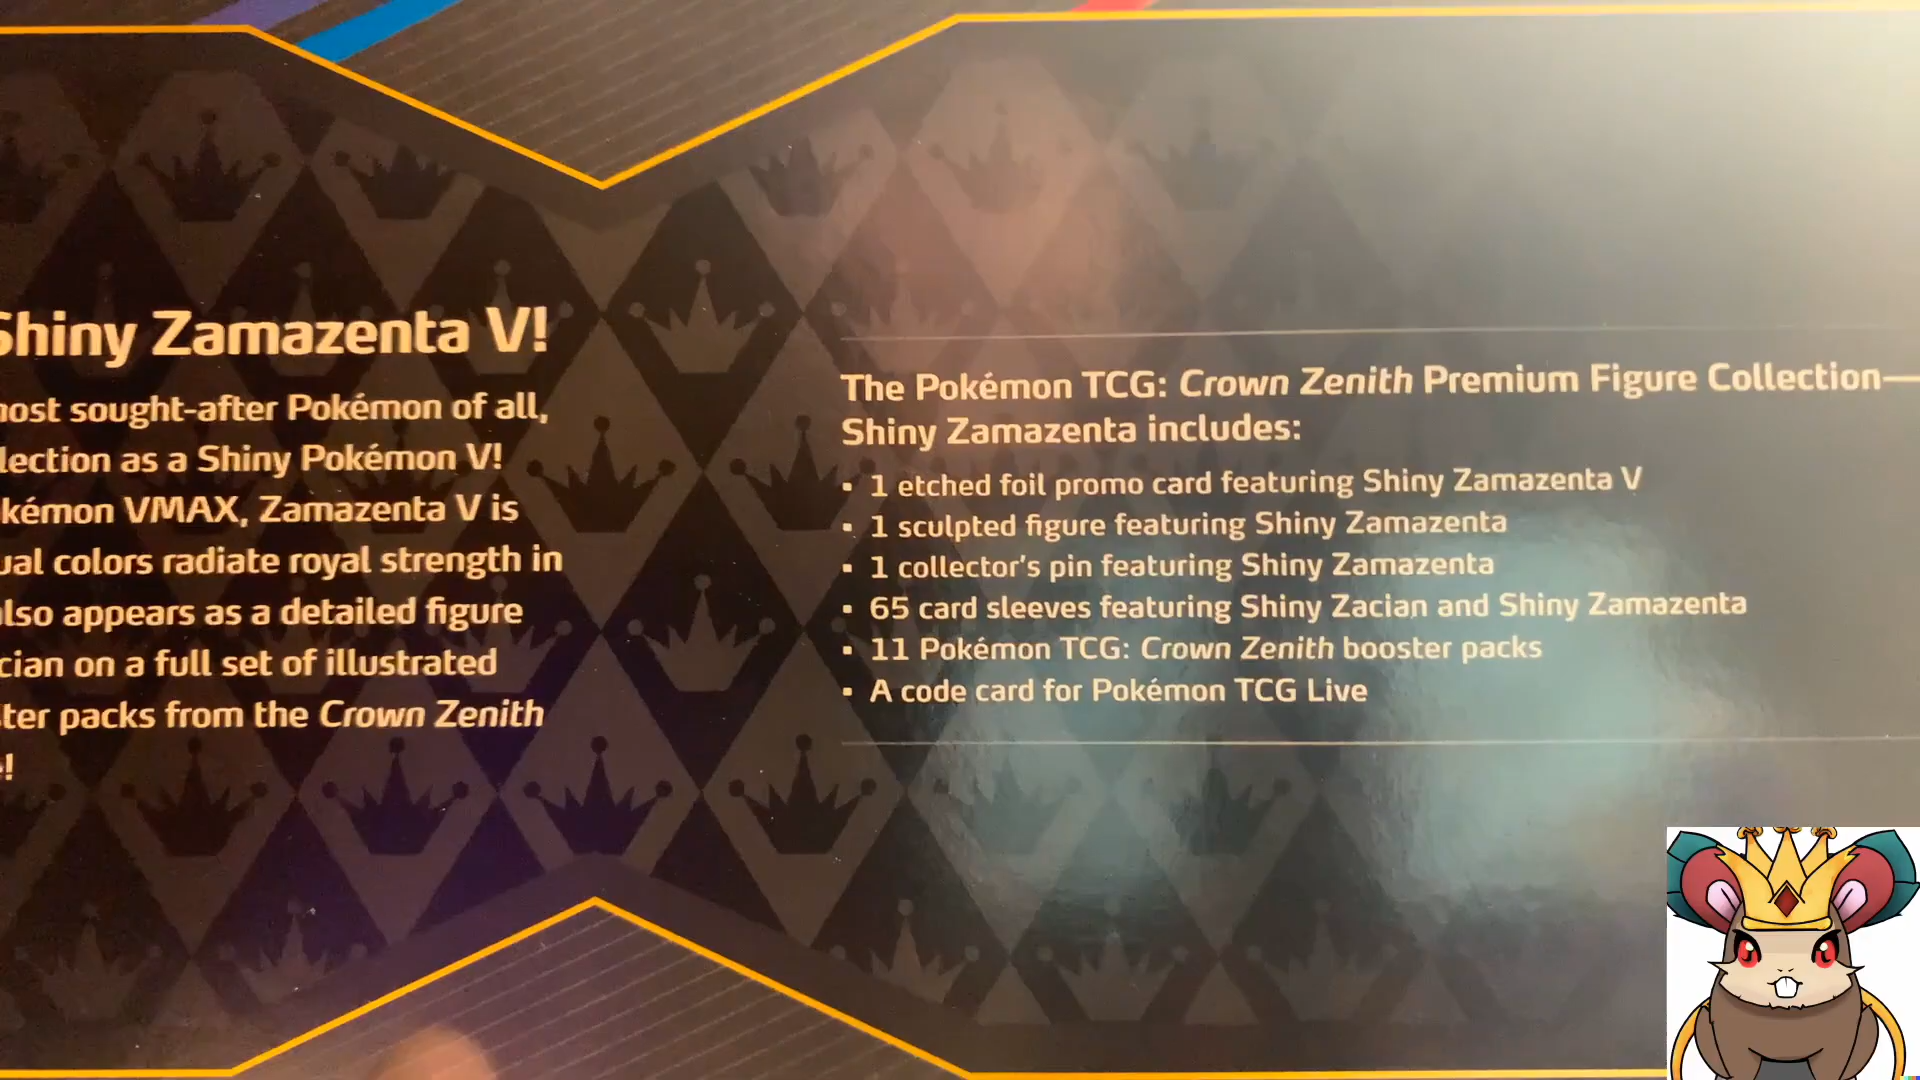 Shiny Zamazenta V!
most sought-after Pokémon of all,
lection as a Shiny Pokémon V!
kémon VMAX, Zamazenta V is
ual colors radiate royal strength in
also appears as a detailed figure
cian on a full set of illustrated
ter packs from the Crown Zenith
e!
The Pokémon TCG: Crown Zenith Premium Figure Collection—
Shiny Zamazenta includes:
▪ 1 etched foil promo card featuring Shiny Zamazenta V
▪ 1 sculpted figure featuring Shiny Zamazenta
▪ 1 collector's pin featuring Shiny Zamazenta
▪ 65 card sleeves featuring Shiny Zacian and Shiny Zamazenta
▪ 11 Pokémon TCG: Crown Zenith booster packs
▪ A code card for Pokémon TCG Live